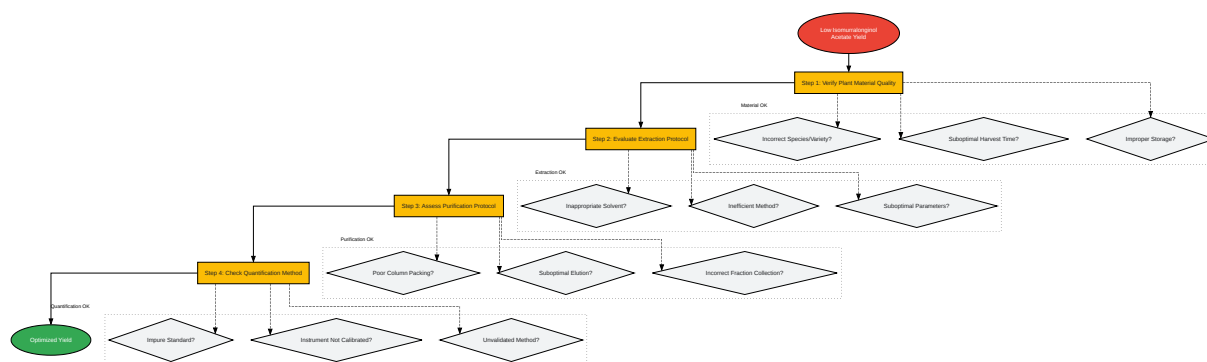 Low Isomurralonginol
Acetate Yield
Step 1: Verify Plant Material Quality
Material OK
Incorrect Species/Variety?
Suboptimal Harvest Time?
Improper Storage?
Step 2: Evaluate Extraction Protocol
Extraction OK
Inappropriate Solvent?
Inefficient Method?
Suboptimal Parameters?
Step 3: Assess Purification Protocol
Purification OK
Poor Column Packing?
Suboptimal Elution?
Incorrect Fraction Collection?
Step 4: Check Quantification Method
Quantification OK
Optimized Yield
Impure Standard?
Instrument Not Calibrated?
Unvalidated Method?